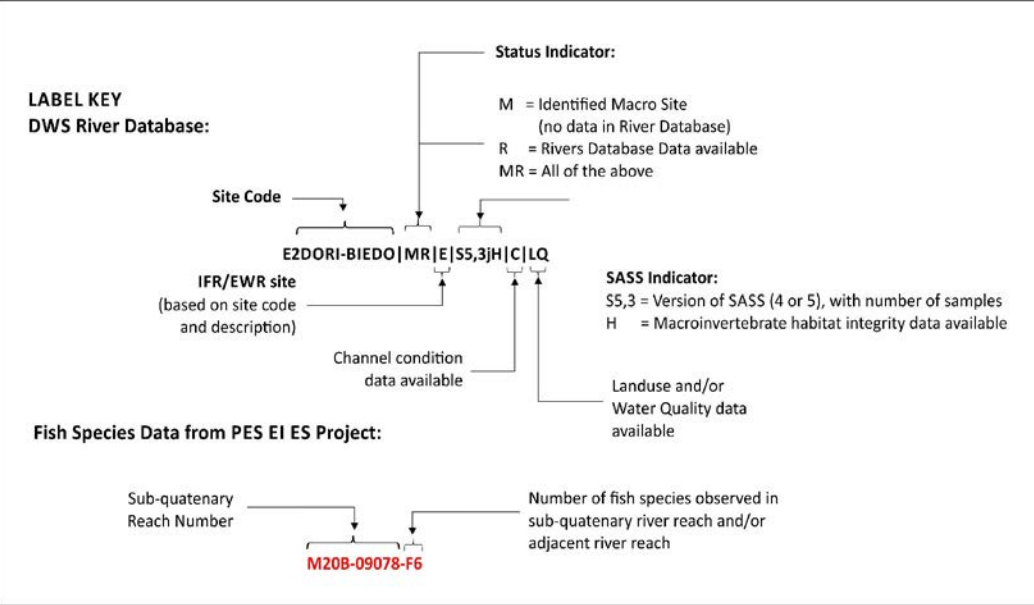 Status Indicator:
LABEL KEY
DWS River Database:
M = Identified Macro Site
(no data in River Database)
R = Rivers Database Data available
MR = All of the above
Site Code
E2DORI-BIEDO|MR|E|S5,3jH|C|LQ
IFR/EWR site
(based on site code
and description)
SASS Indicator:
S5,3 = Version of SASS (4 or 5), with number of samples
H = Macroinvertebrate habitat integrity data available
Channel condition
data available
Landuse and/or
Water Quality data
available
Fish Species Data from PES EI ES Project:
Sub-quatenary
Reach Number
Number of fish species observed in
sub-quatenary river reach and/or
adjacent river reach
M20B-09078-F6